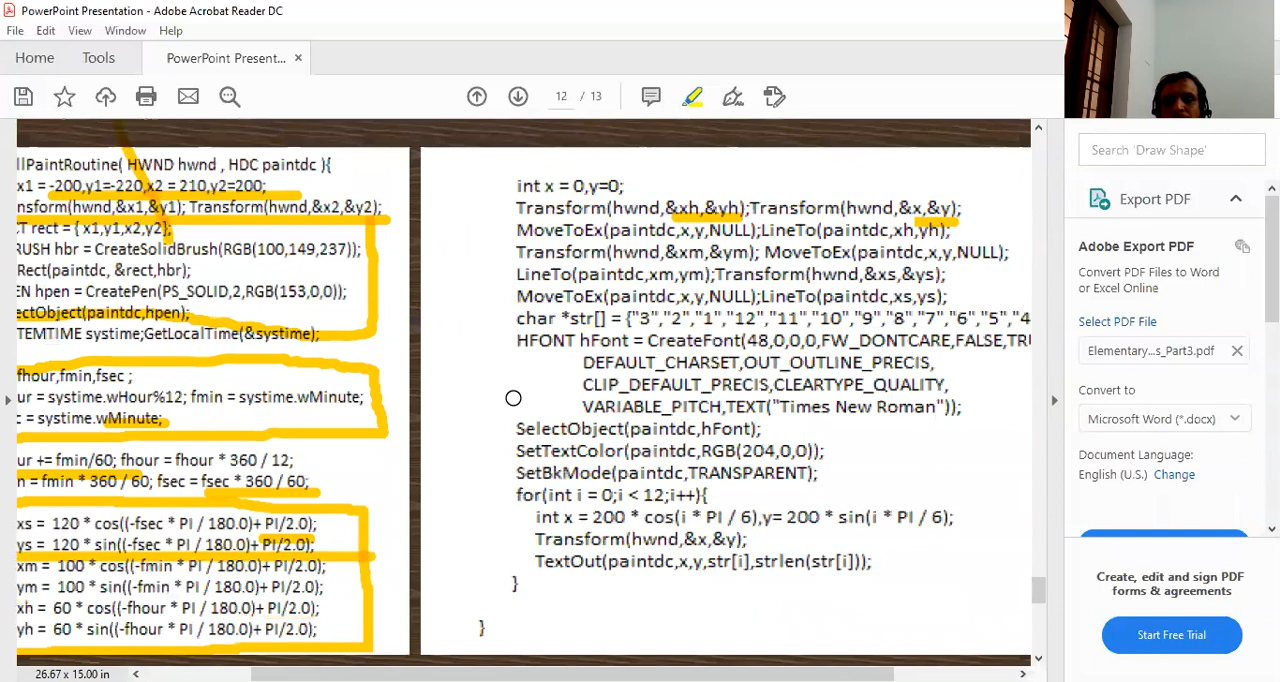 PowerPoint Presentation - Adobe Acrobat Reader DC
File Edit View Window Help
Home Tools PowerPoint Present... ×
12 / 13
llPaintRoutine( HWND hwnd , HDC paintdc ){
x1 = -200,y1=-220,x2 = 210,y2=200;
nsform(hwnd,&x1,&y1); Transform(hwnd,&x2,&y2);
CT rect = { x1,y1,x2,y2};
RUSH hbr = CreateSolidBrush(RGB(100,149,237));
Rect(paintdc, &rect,hbr);
EN hpen = CreatePen(PS_SOLID,2,RGB(153,0,0));
ectObject(paintdc,hpen);
TEMTIME systime;GetLocalTime(&systime);
fhour,fmin,fsec ;
ur = systime.wHour%12; fmin = systime.wMinute;
c = systime.wMinute;
ur += fmin/60; fhour = fhour * 360 / 12;
n = fmin * 360 / 60; fsec = fsec * 360 / 60;
xs = 120 * cos((-fsec * PI / 180.0)+ PI/2.0);
ys = 120 * sin((-fsec * PI / 180.0)+ PI/2.0);
xm = 100 * cos((-fmin * PI / 180.0)+ PI/2.0);
ym = 100 * sin((-fmin * PI / 180.0)+ PI/2.0);
xh = 60 * cos((-fhour * PI / 180.0)+ PI/2.0);
yh = 60 * sin((-fhour * PI / 180.0)+ PI/2.0);
int x = 0,y=0;
Transform(hwnd,&xh,&yh);Transform(hwnd,&x,&y);
MoveToEx(paintdc,x,y,NULL);LineTo(paintdc,xh,yh);
Transform(hwnd,&xm,&ym); MoveToEx(paintdc,x,y,NULL);
LineTo(paintdc,xm,ym);Transform(hwnd,&xs,&ys);
MoveToEx(paintdc,x,y,NULL);LineTo(paintdc,xs,ys);
char *str[] = {"3","2","1","12","11","10","9","8","7","6","5","4
HFONT hFont = CreateFont(48,0,0,0,FW_DONTCARE,FALSE,TRU
DEFAULT_CHARSET,OUT_OUTLINE_PRECIS,
CLIP_DEFAULT_PRECIS,CLEARTYPE_QUALITY,
VARIABLE_PITCH,TEXT("Times New Roman"));
SelectObject(paintdc,hFont);
SetTextColor(paintdc,RGB(204,0,0));
SetBkMode(paintdc,TRANSPARENT);
for(int i = 0;i < 12;i++){
int x = 200 * cos(i * PI / 6),y= 200 * sin(i * PI / 6);
Transform(hwnd,&x,&y);
TextOut(paintdc,x,y,str[i],strlen(str[i]));
}
}
26.67 x 15.00 in
Search 'Draw Shape'
Export PDF
Adobe Export PDF
Convert PDF Files to Word
or Excel Online
Select PDF File
Elementary...s_Part3.pdf ×
Convert to
Microsoft Word (*.docx)
Document Language:
English (U.S.) Change
Create, edit and sign PDF
forms & agreements
Start Free Trial